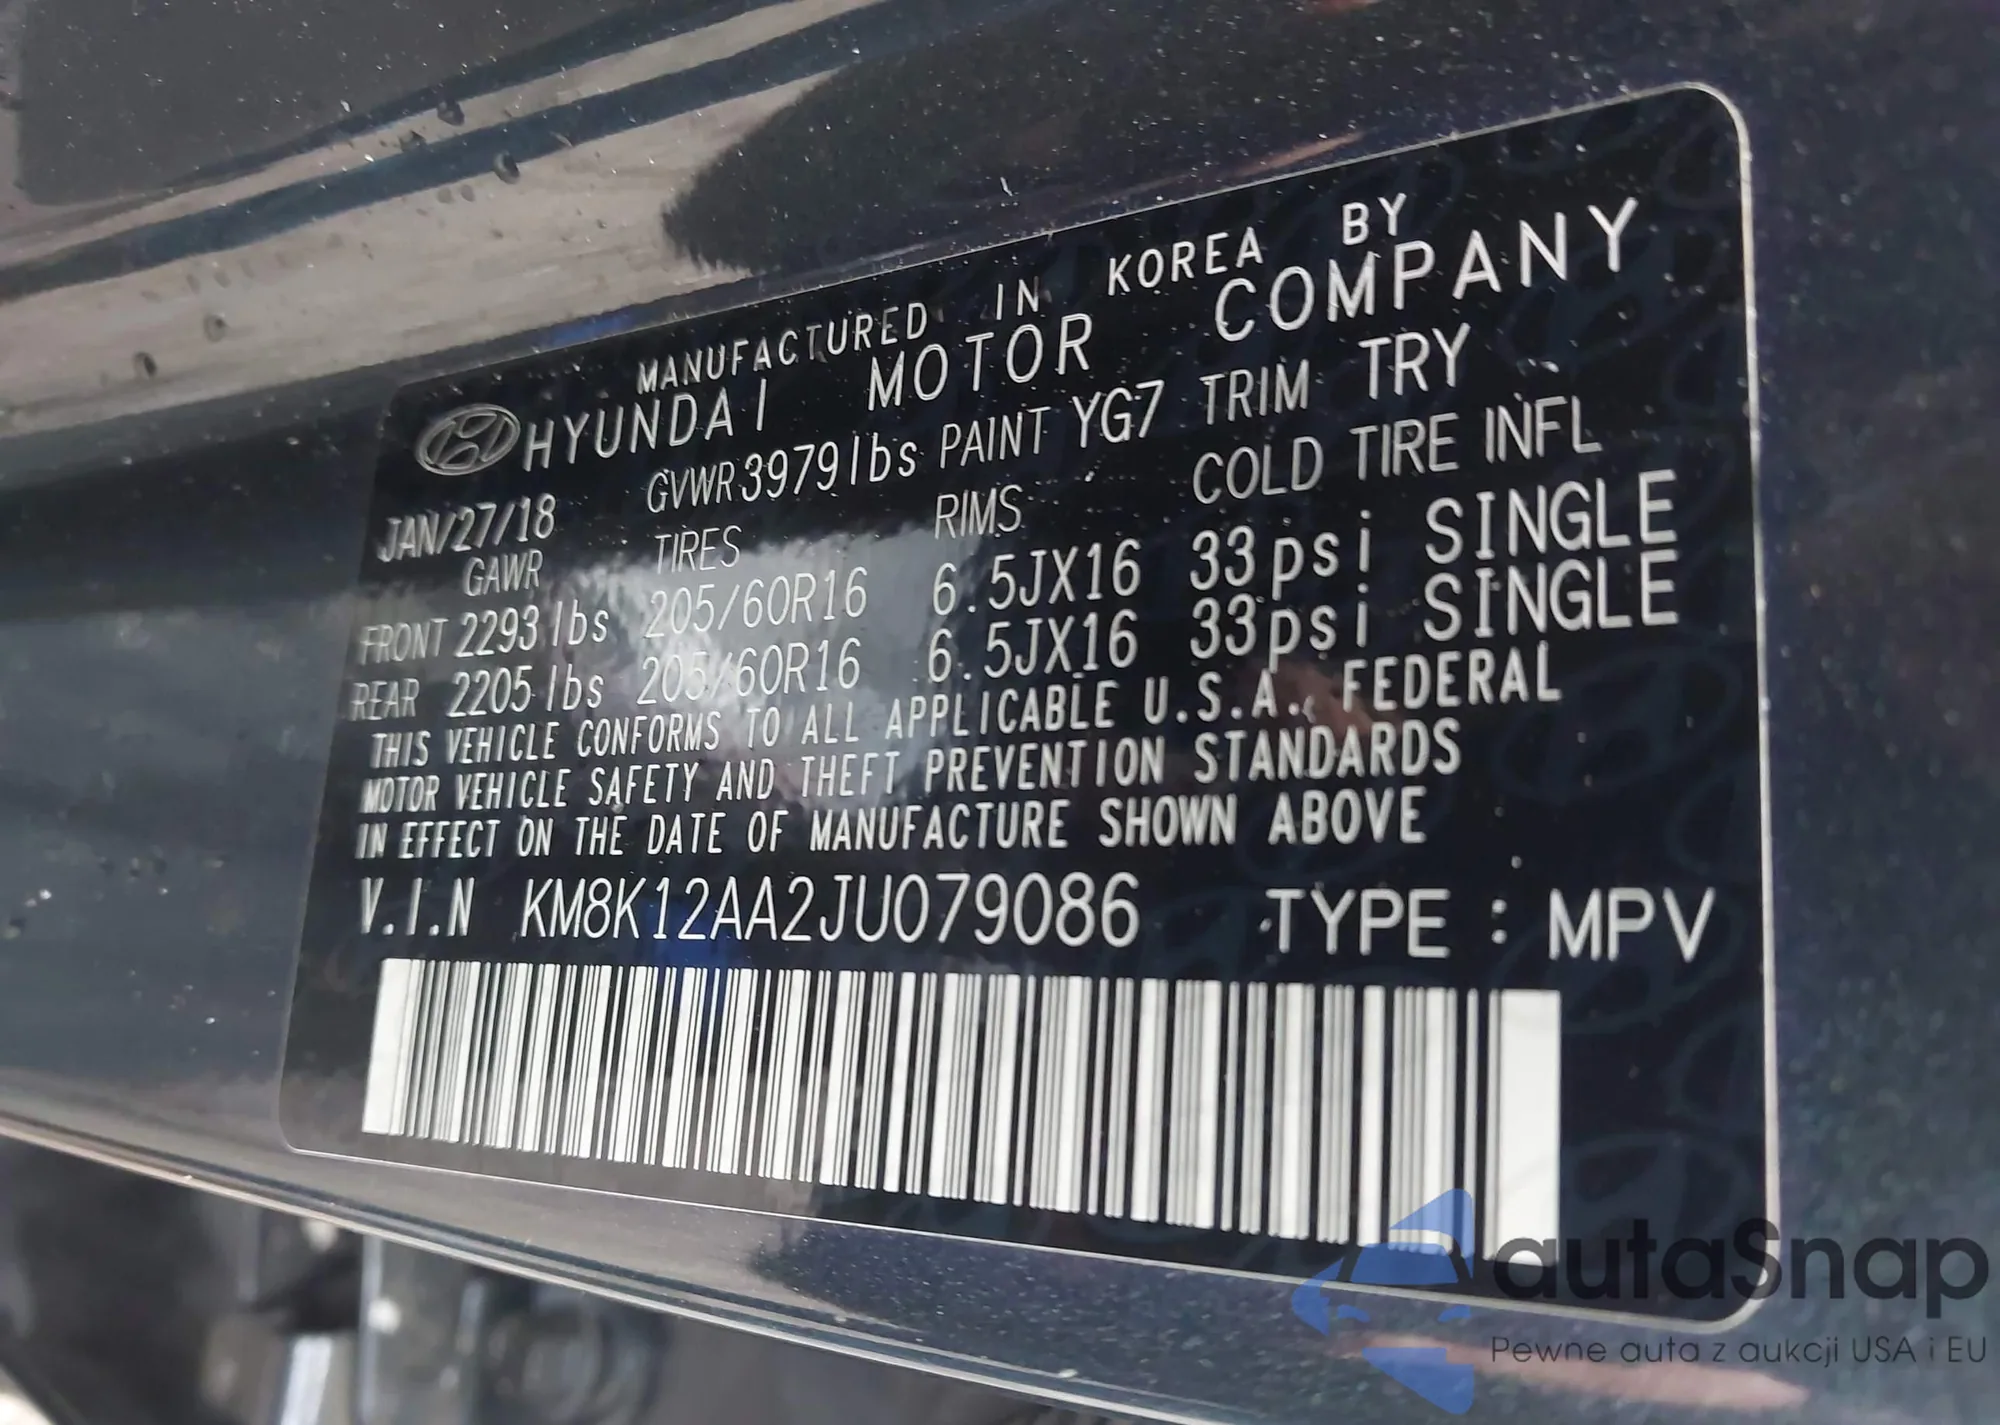 MANUFACTURED IN KOREA BY
HYUNDAI MOTOR COMPANY
JAN/27/18 GVWR 3979lbs PAINT YG7 TRIM TRY
GAWR TIRES RIMS COLD TIRE INFL
FRONT 2293 lbs 205/60R16 6.5JX16 33psi SINGLE
REAR 2205 lbs 205/60R16 6.5JX16 33psi SINGLE
THIS VEHICLE CONFORMS TO ALL APPLICABLE U.S.A. FEDERAL
MOTOR VEHICLE SAFETY AND THEFT PREVENTION STANDARDS
IN EFFECT ON THE DATE OF MANUFACTURE SHOWN ABOVE
V.I.N KM8K12AA2JU079086 TYPE : MPV
autaSnap
Pewne auta z aukcji USA i EU